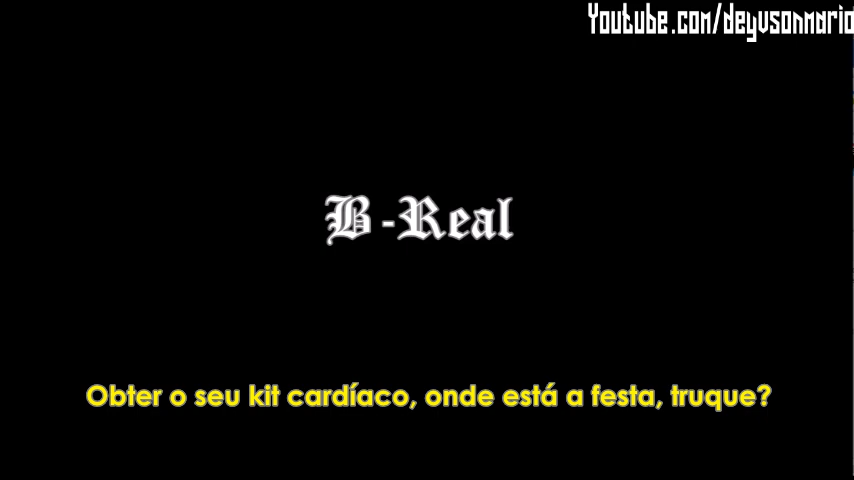 Youtube.com/deyvsonmario
B-Real
Obter o seu kit cardíaco, onde está a festa, truque?